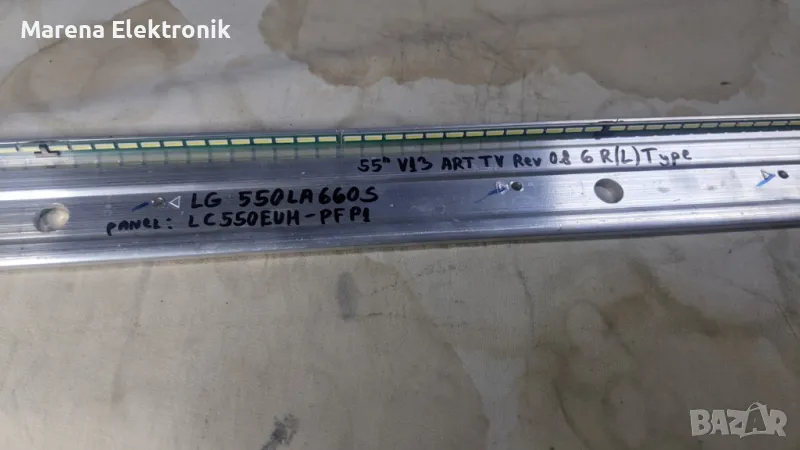 Marena Elektronik
55" V13 ART TV Rev 0.8 6 R(L) Type
LG 550LA660S
PANEL: LC550EUH-PFP1
BAZAR